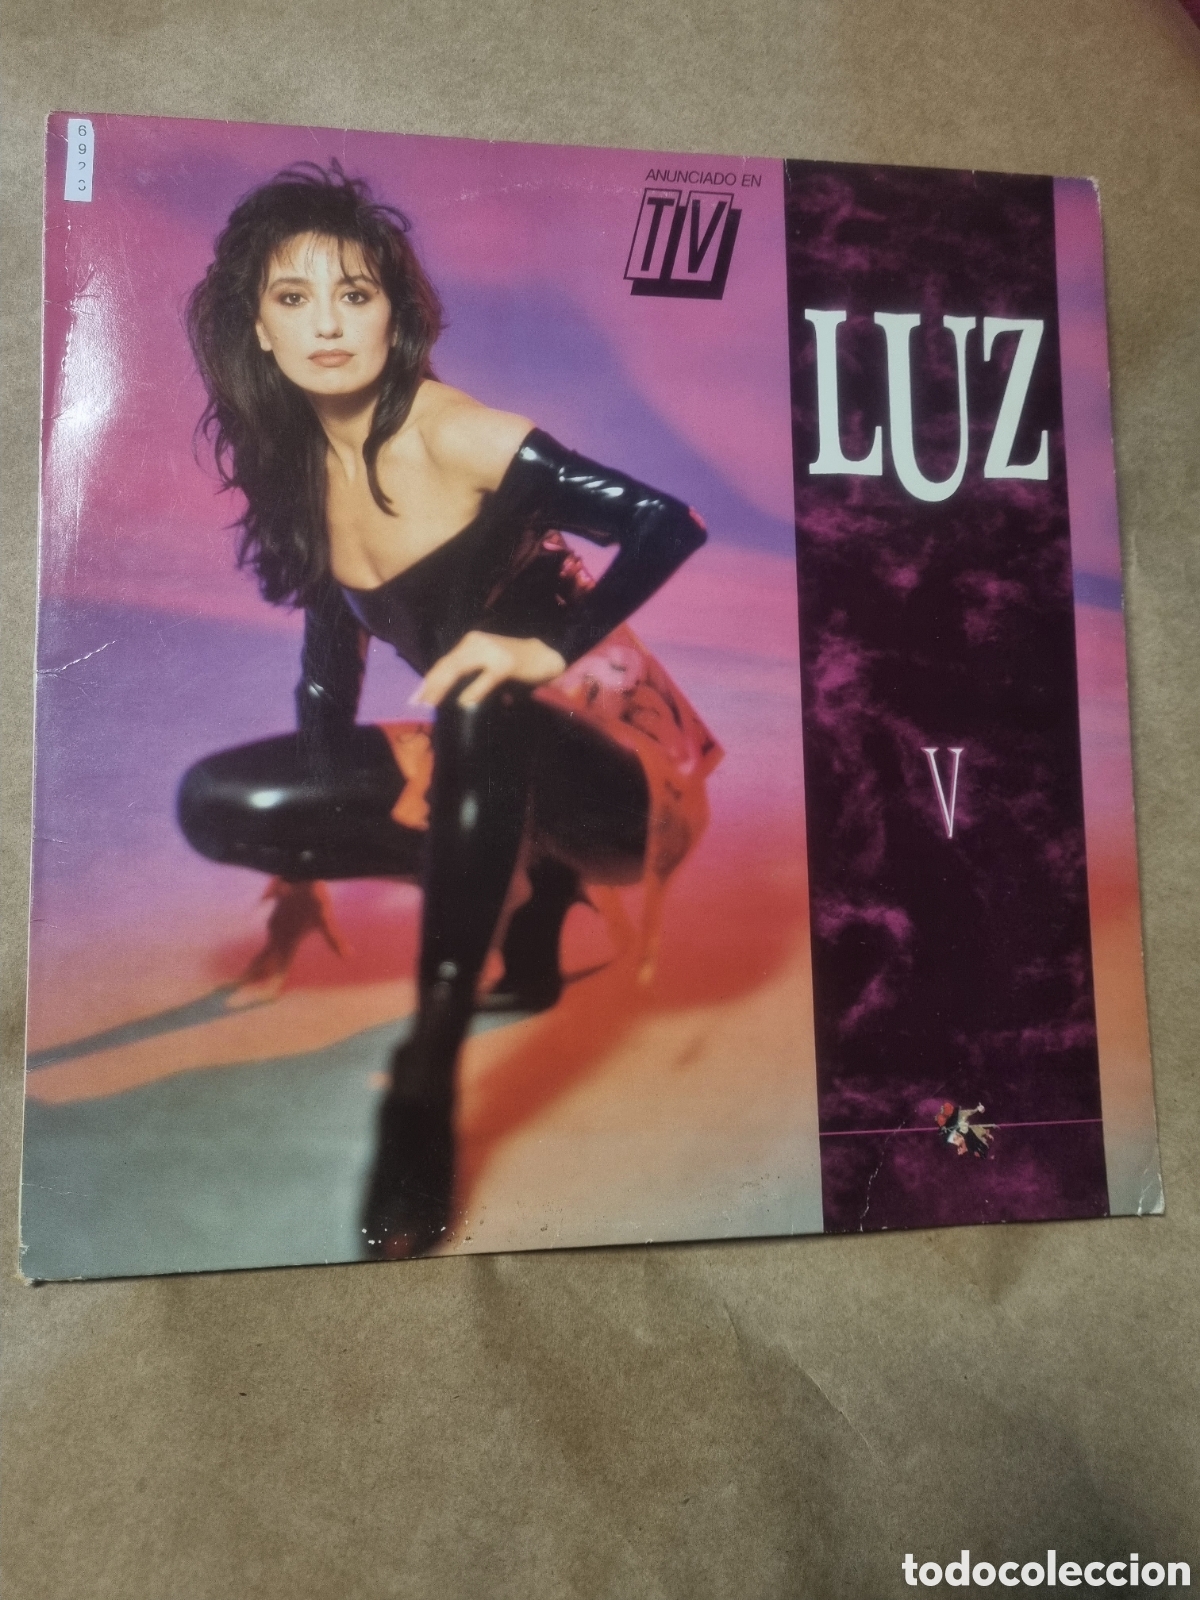 ANUNCIADO EN
TV
LUZ
V
todocoleccion